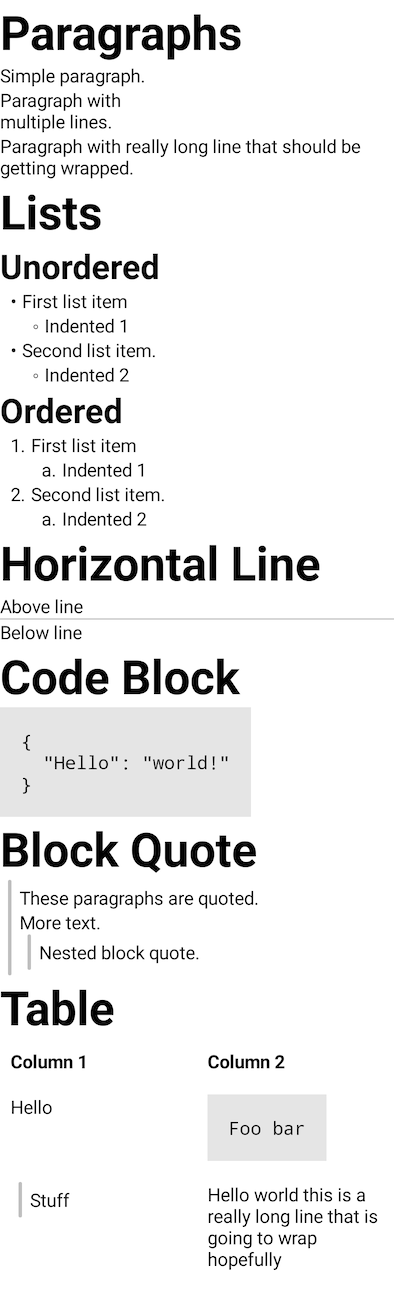 Paragraphs
Simple paragraph.
Paragraph with
multiple lines.
Paragraph with really long line that should be
getting wrapped.
Lists
Unordered
• First list item
◦ Indented 1
• Second list item.
◦ Indented 2
Ordered
1. First list item
a. Indented 1
2. Second list item.
a. Indented 2
Horizontal Line
Above line
Below line
Code Block
{
"Hello": "world!"
}
Block Quote
These paragraphs are quoted.
More text.
Nested block quote.
Table
Column 1 Column 2
Hello Foo bar
Stuff Hello world this is a
really long line that is
going to wrap
hopefully